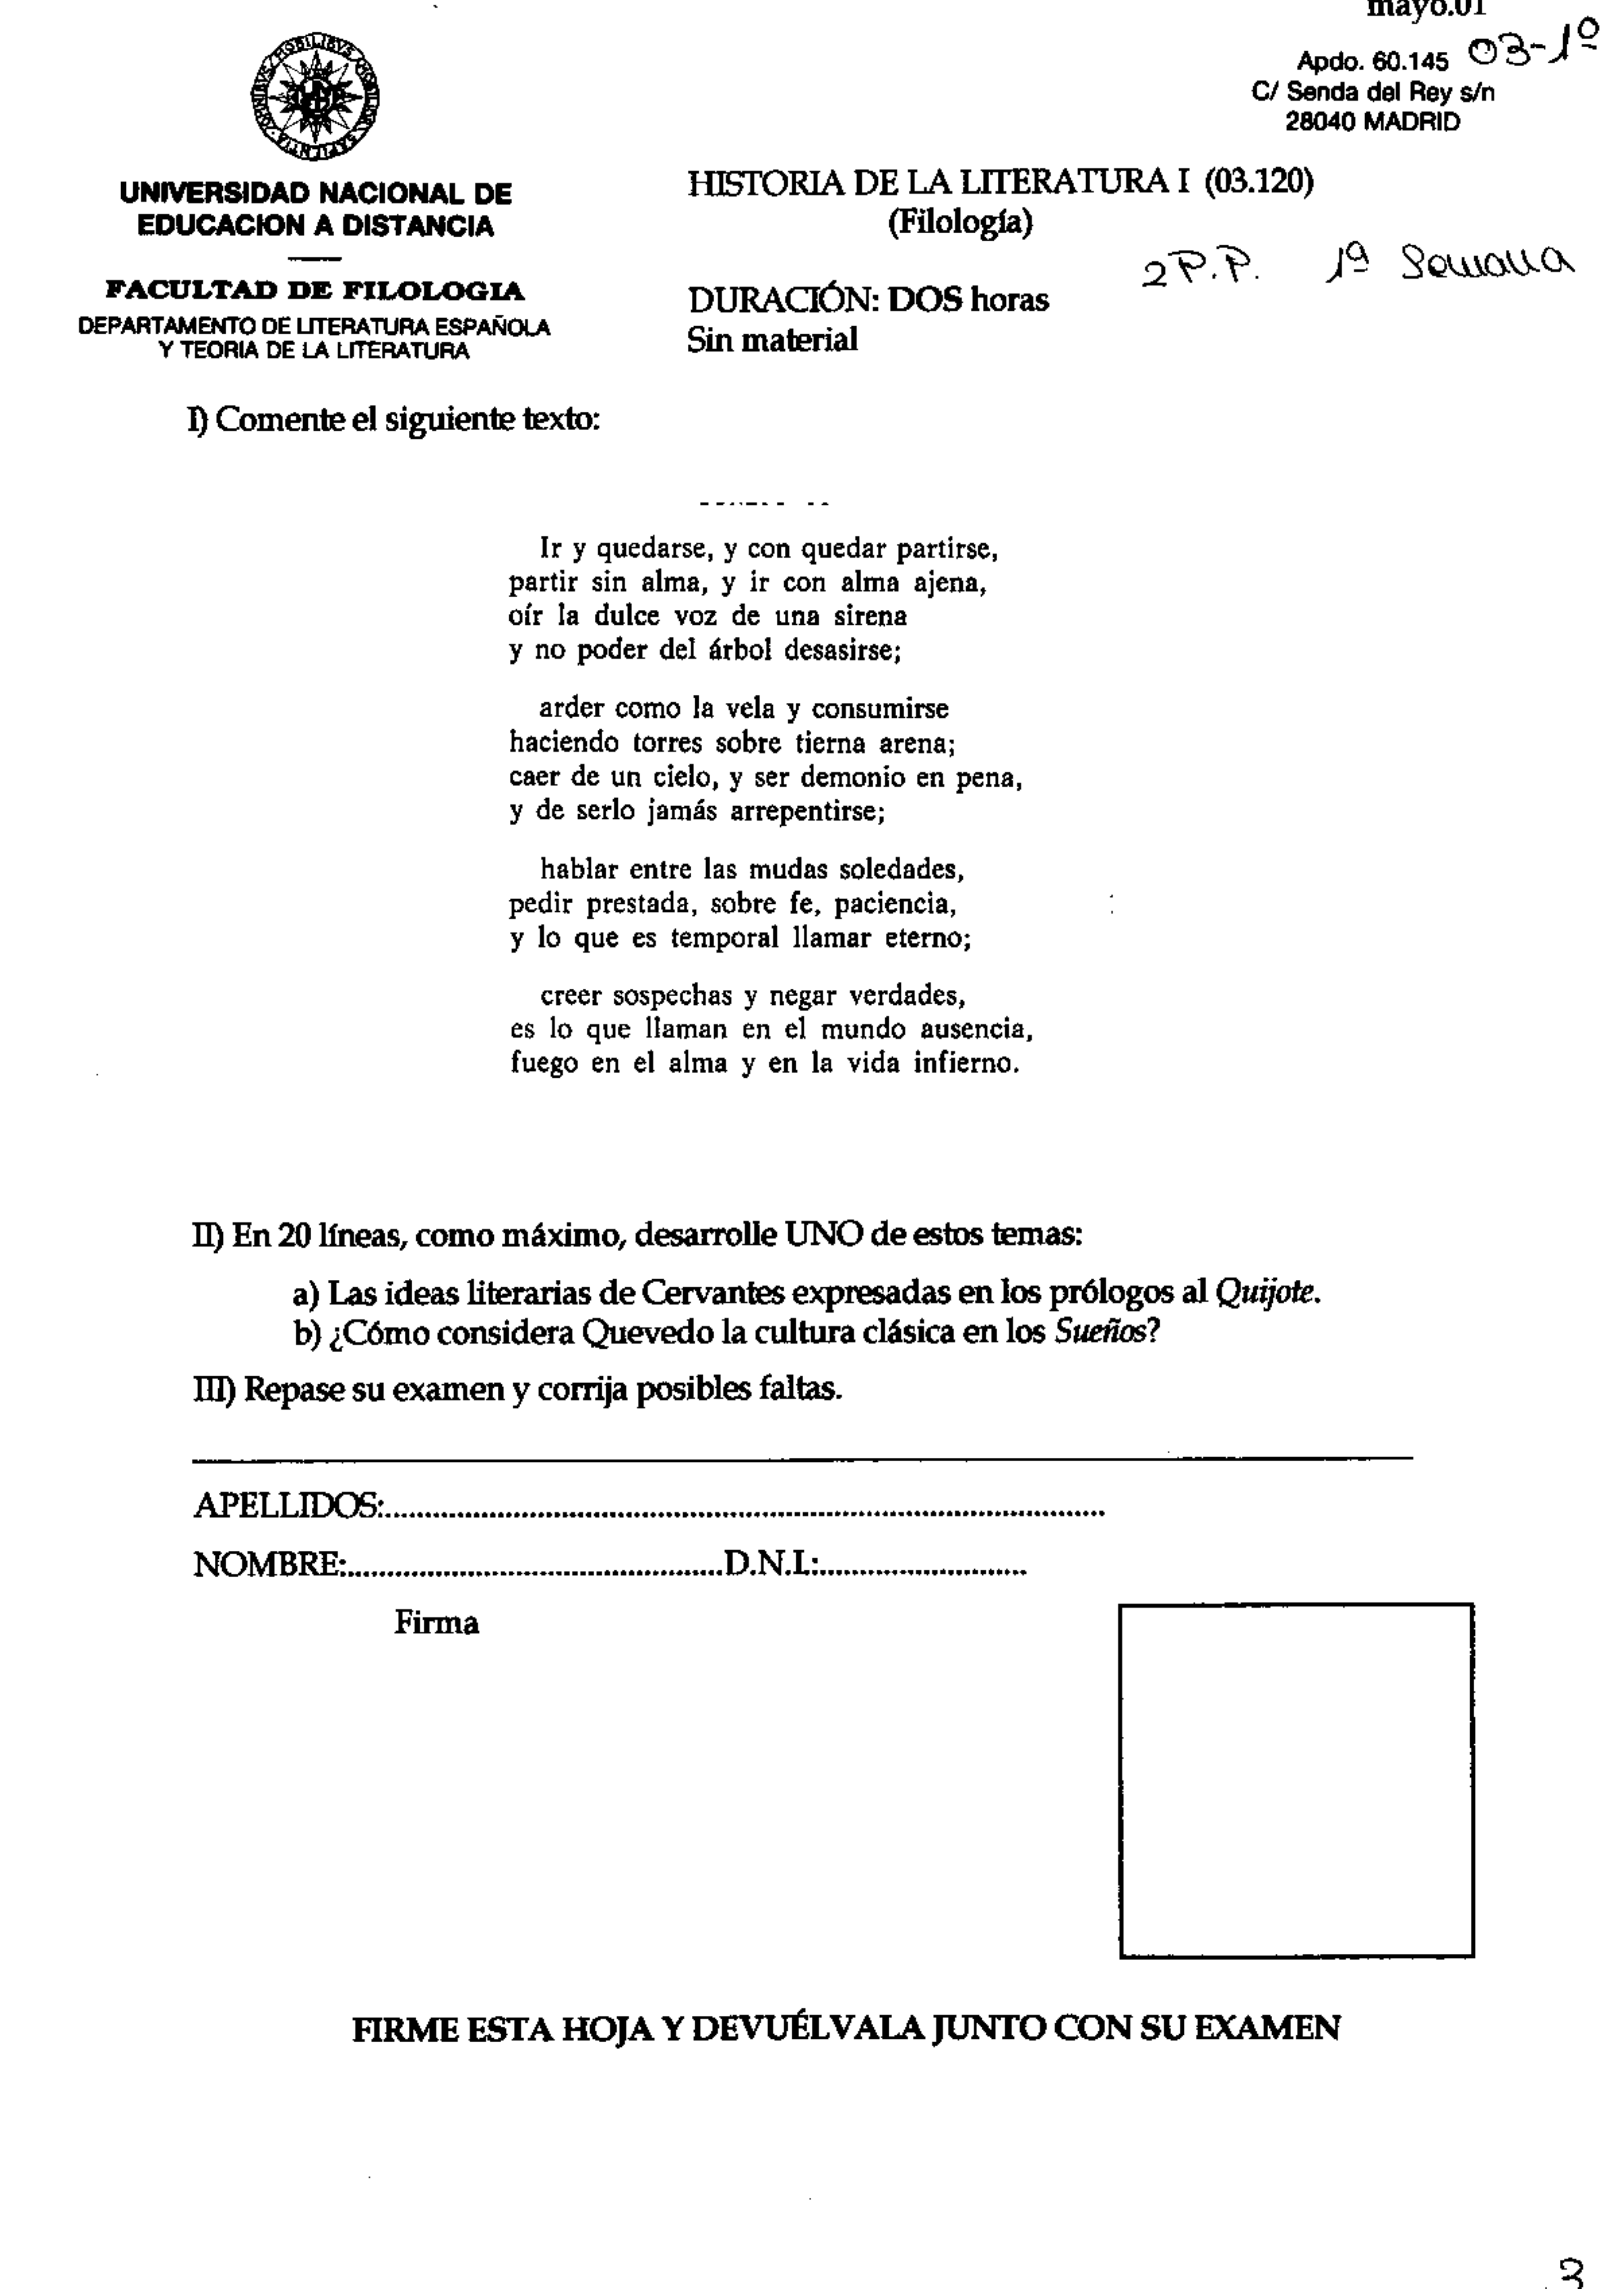 mayo.01
Apdo. 60.145 03-1º
C/ Senda del Rey s/n
28040 MADRID
UNIVERSIDAD NACIONAL DE
EDUCACION A DISTANCIA
FACULTAD DE FILOLOGIA
DEPARTAMENTO DE LITERATURA ESPAÑOLA
Y TEORIA DE LA LITERATURA
HISTORIA DE LA LITERATURA I (03.120)
(Filología)
2 P.P. 1ª Semana
DURACIÓN: DOS horas
Sin material
I) Comente el siguiente texto:
Ir y quedarse, y con quedar partirse,
partir sin alma, y ir con alma ajena,
oír la dulce voz de una sirena
y no poder del árbol desasirse;
arder como la vela y consumirse
haciendo torres sobre tierna arena;
caer de un cielo, y ser demonio en pena,
y de serlo jamás arrepentirse;
hablar entre las mudas soledades,
pedir prestada, sobre fe, paciencia,
y lo que es temporal llamar eterno;
creer sospechas y negar verdades,
es lo que llaman en el mundo ausencia,
fuego en el alma y en la vida infierno.
II) En 20 líneas, como máximo, desarrolle UNO de estos temas:
a) Las ideas literarias de Cervantes expresadas en los prólogos al Quijote.
b) ¿Cómo considera Quevedo la cultura clásica en los Sueños?
III) Repase su examen y corrija posibles faltas.
APELLIDOS:..........................................................................................
NOMBRE:...............................................D.N.I.:..........................
Firma
FIRME ESTA HOJA Y DEVUÉLVALA JUNTO CON SU EXAMEN
3